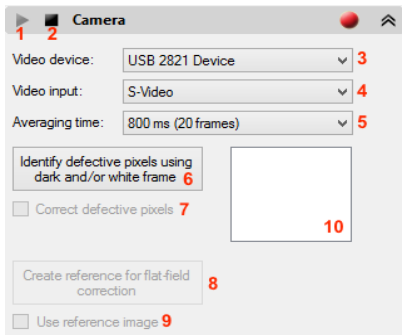 Camera
1 2
Video device: USB 2821 Device 3
Video input: S-Video 4
Averaging time: 800 ms (20 frames) 5
Identify defective pixels using
dark and/or white frame 6
Correct defective pixels 7
10
Create reference for flat-field
correction 8
Use reference image 9